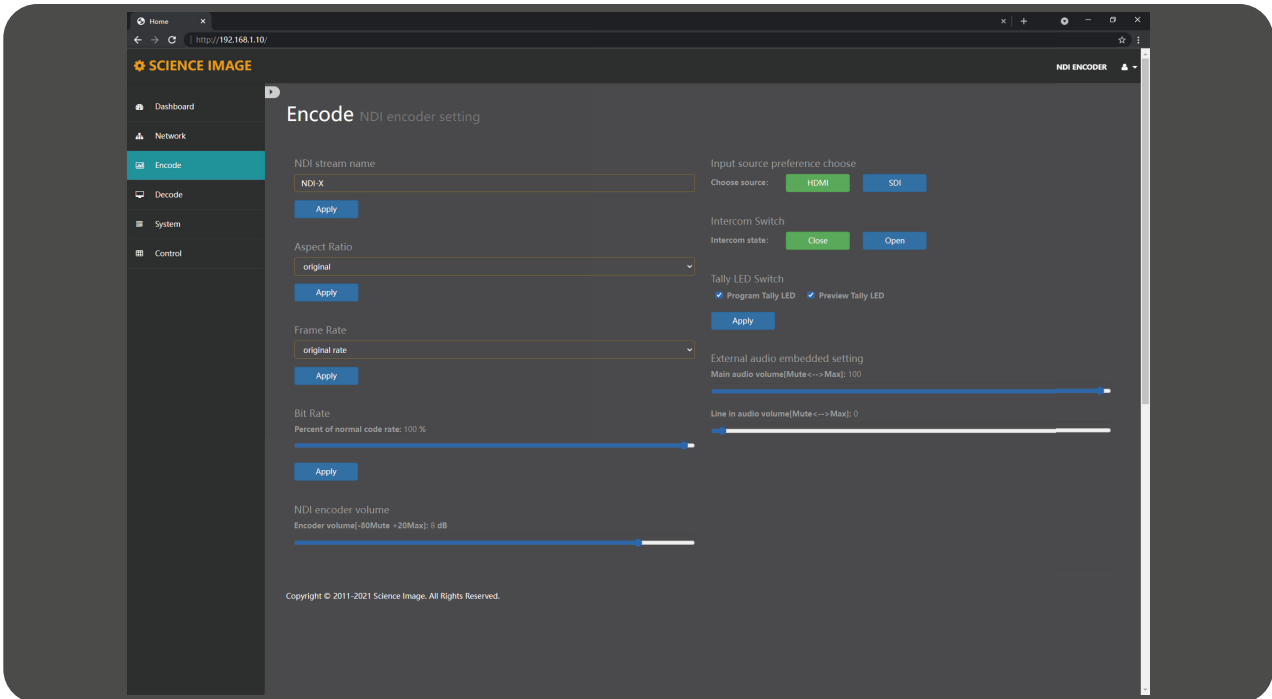 Home
http://192.168.1.10/
SCIENCE IMAGE
NDI ENCODER
Dashboard
Network
Encode
Decode
System
Control
Encode NDI encoder setting
NDI stream name
NDI-X
Apply
Aspect Ratio
original
Apply
Frame Rate
original rate
Apply
Bit Rate
Percent of normal code rate: 100 %
Apply
NDI encoder volume
Encoder volume[-80Mute +20Max]: 8 dB
Input source preference choose
Choose source: HDMI SDI
Intercom Switch
Intercom state: Close Open
Tally LED Switch
Program Tally LED Preview Tally LED
Apply
External audio embedded setting
Main audio volume[Mute<-->Max]: 100
Line in audio volume[Mute<-->Max]: 0
Copyright © 2011-2021 Science Image. All Rights Reserved.